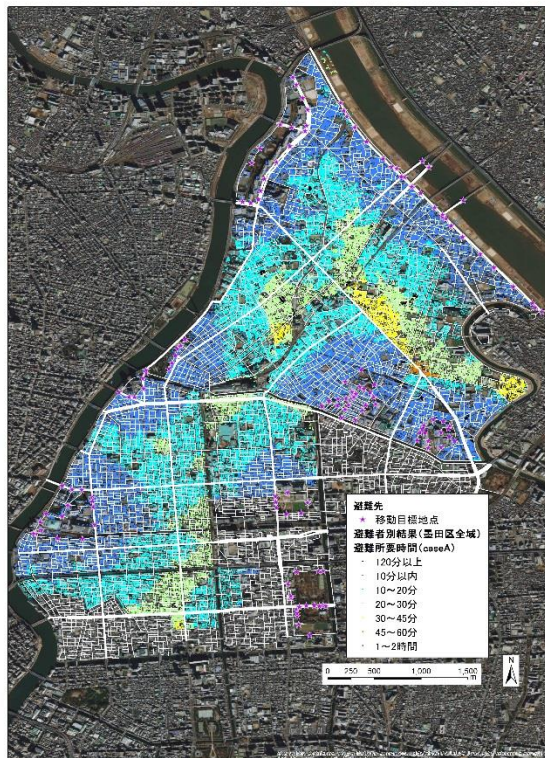 避難先
移動目標地点
避難者別結果(墨田区全域)
避難所要時間(caseA)
120分以上
10分以内
10～20分
20～30分
30～45分
45～60分
1～2時間
N
0 250 500 1,000 1,500
m